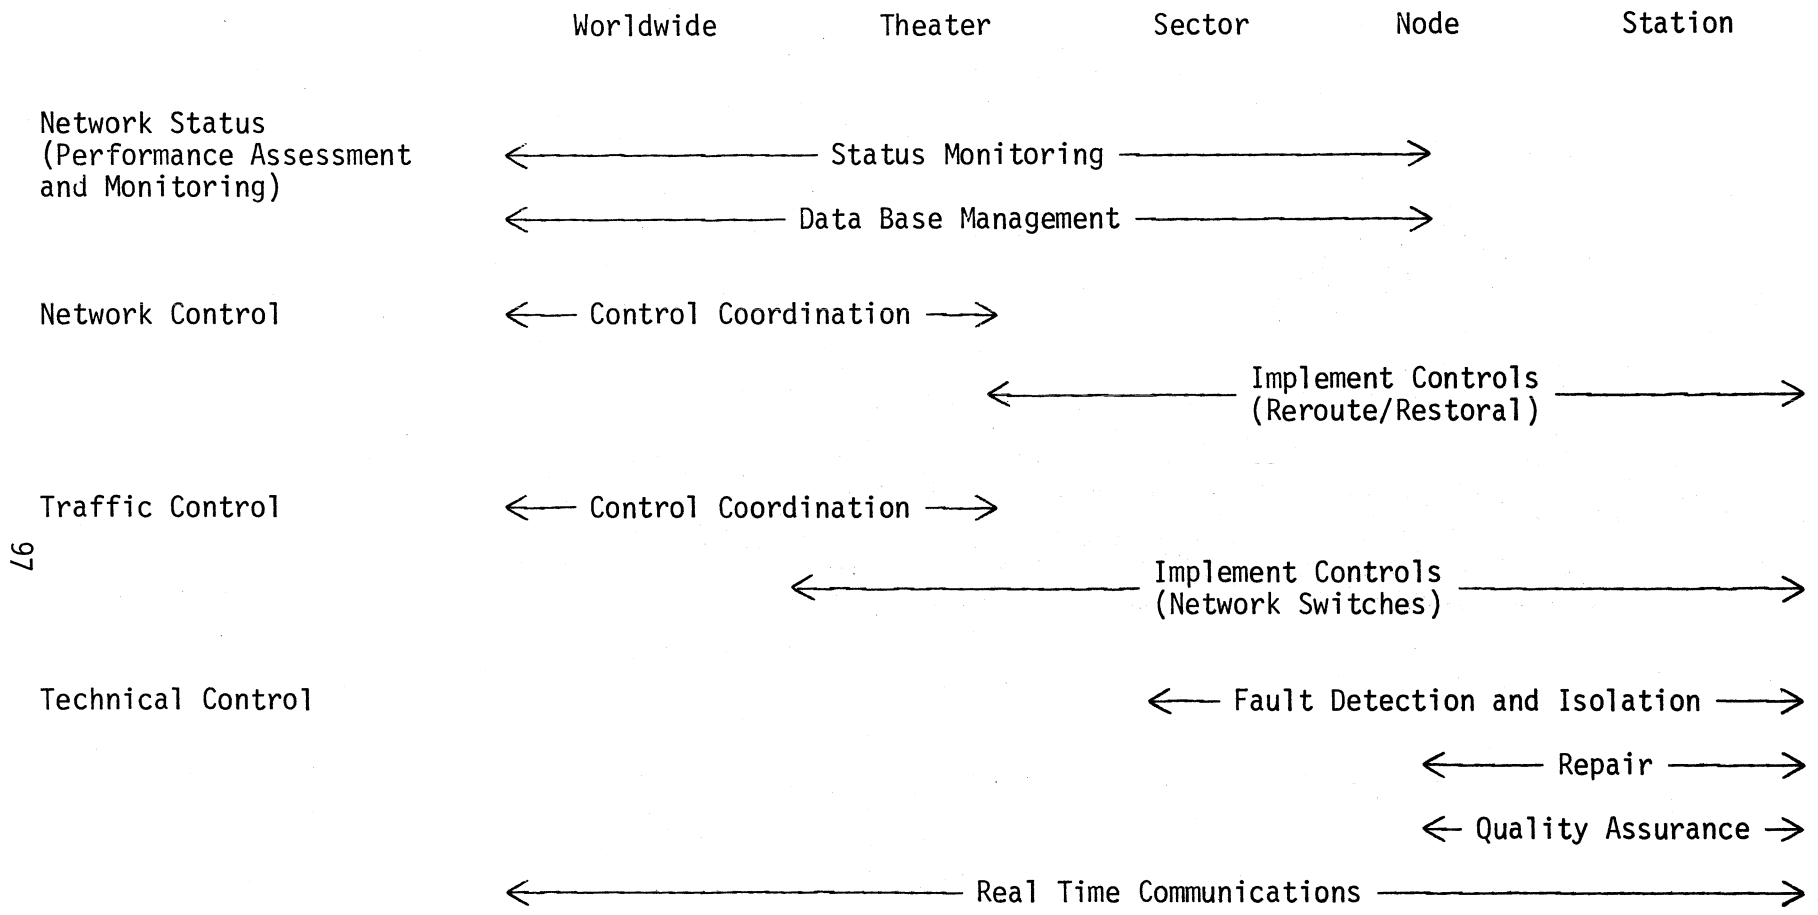 Worldwide Theater Sector Node Station
Network Status
(Performance Assessment
and Monitoring)
Status Monitoring
Data Base Management
Network Control
Control Coordination
Implement Controls
(Reroute/Restoral)
Traffic Control
Control Coordination
97
Implement Controls
(Network Switches)
Technical Control
Fault Detection and Isolation
Repair
Quality Assurance
Real Time Communications